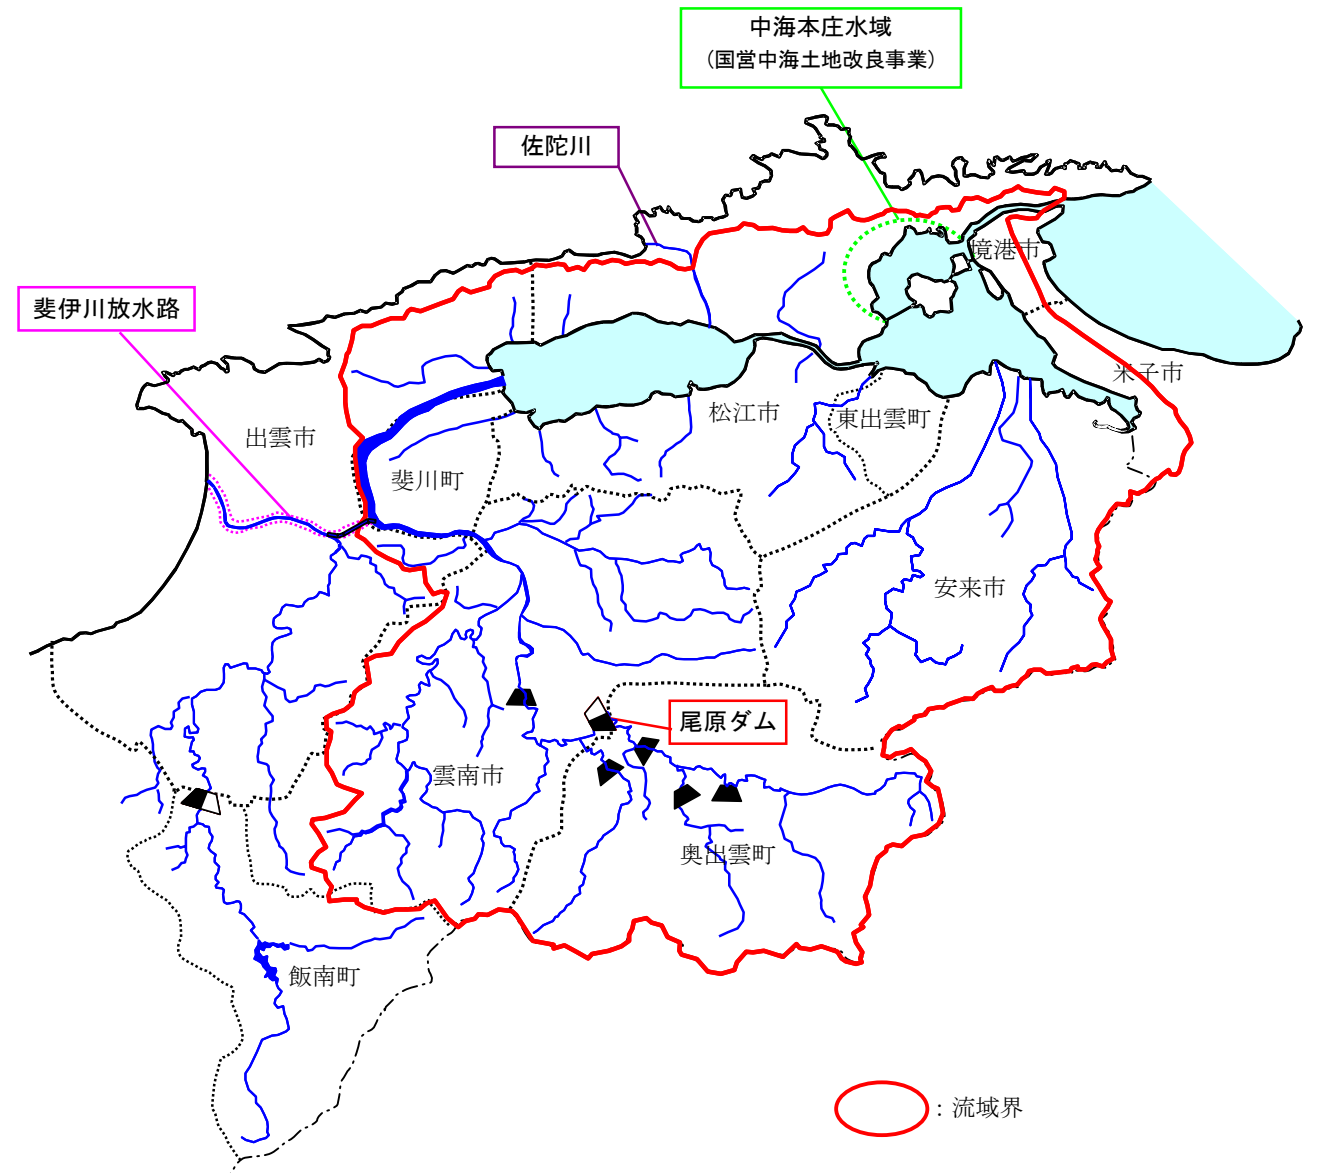 中海本庄水域
（国営中海土地改良事業）
佐陀川
境港市
斐伊川放水路
米子市
松江市
東出雲町
出雲市
斐川町
安来市
尾原ダム
雲南市
奥出雲町
飯南町
：流域界